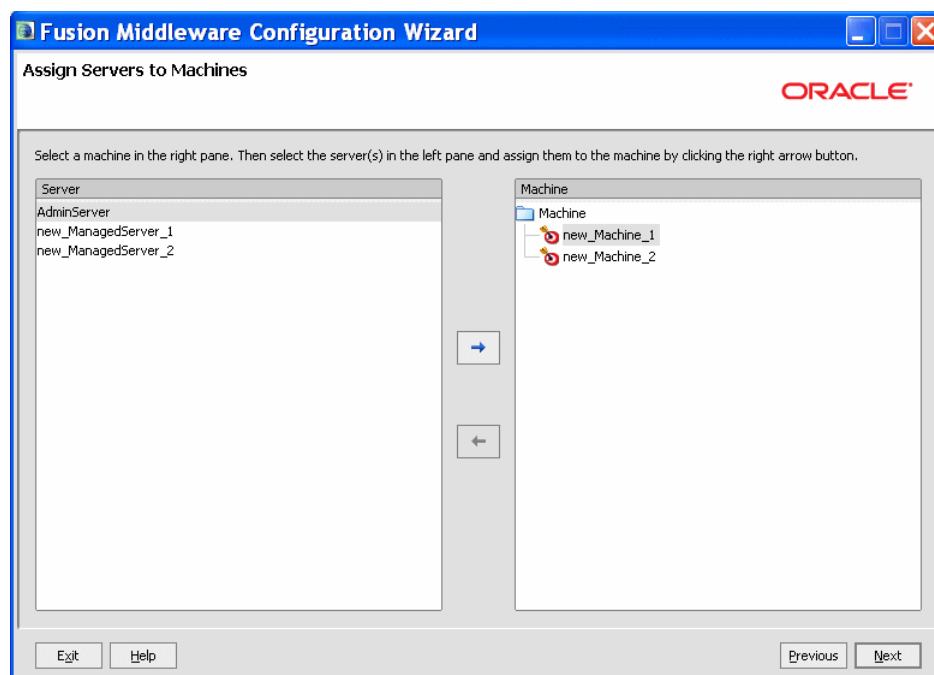 Fusion Middleware Configuration Wizard
Assign Servers to Machines
ORACLE
Select a machine in the right pane. Then select the server(s) in the left pane and assign them to the machine by clicking the right arrow button.
Server
AdminServer
new_ManagedServer_1
new_ManagedServer_2
Machine
Machine
new_Machine_1
new_Machine_2
Exit Help Previous Next